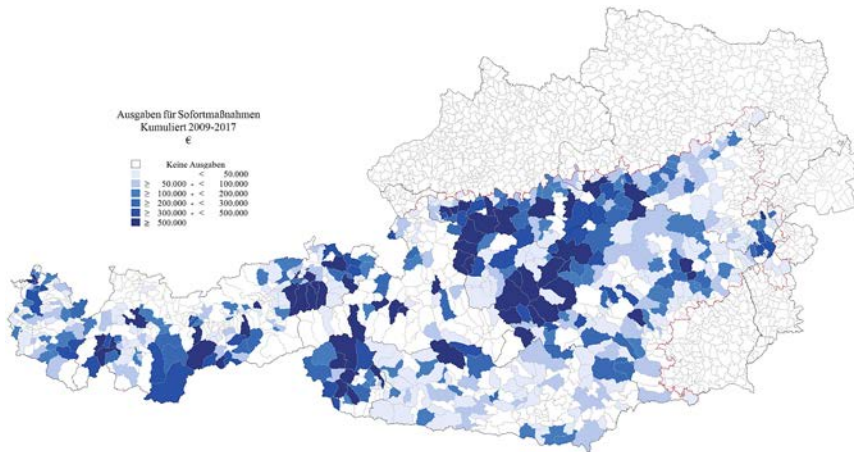 Ausgaben für Sofortmaßnahmen
Kumuliert 2009-2017
€
Keine Ausgaben
< 50.000
≥ 50.000 - < 100.000
≥ 100.000 - < 200.000
≥ 200.000 - < 300.000
≥ 300.000 - < 500.000
≥ 500.000